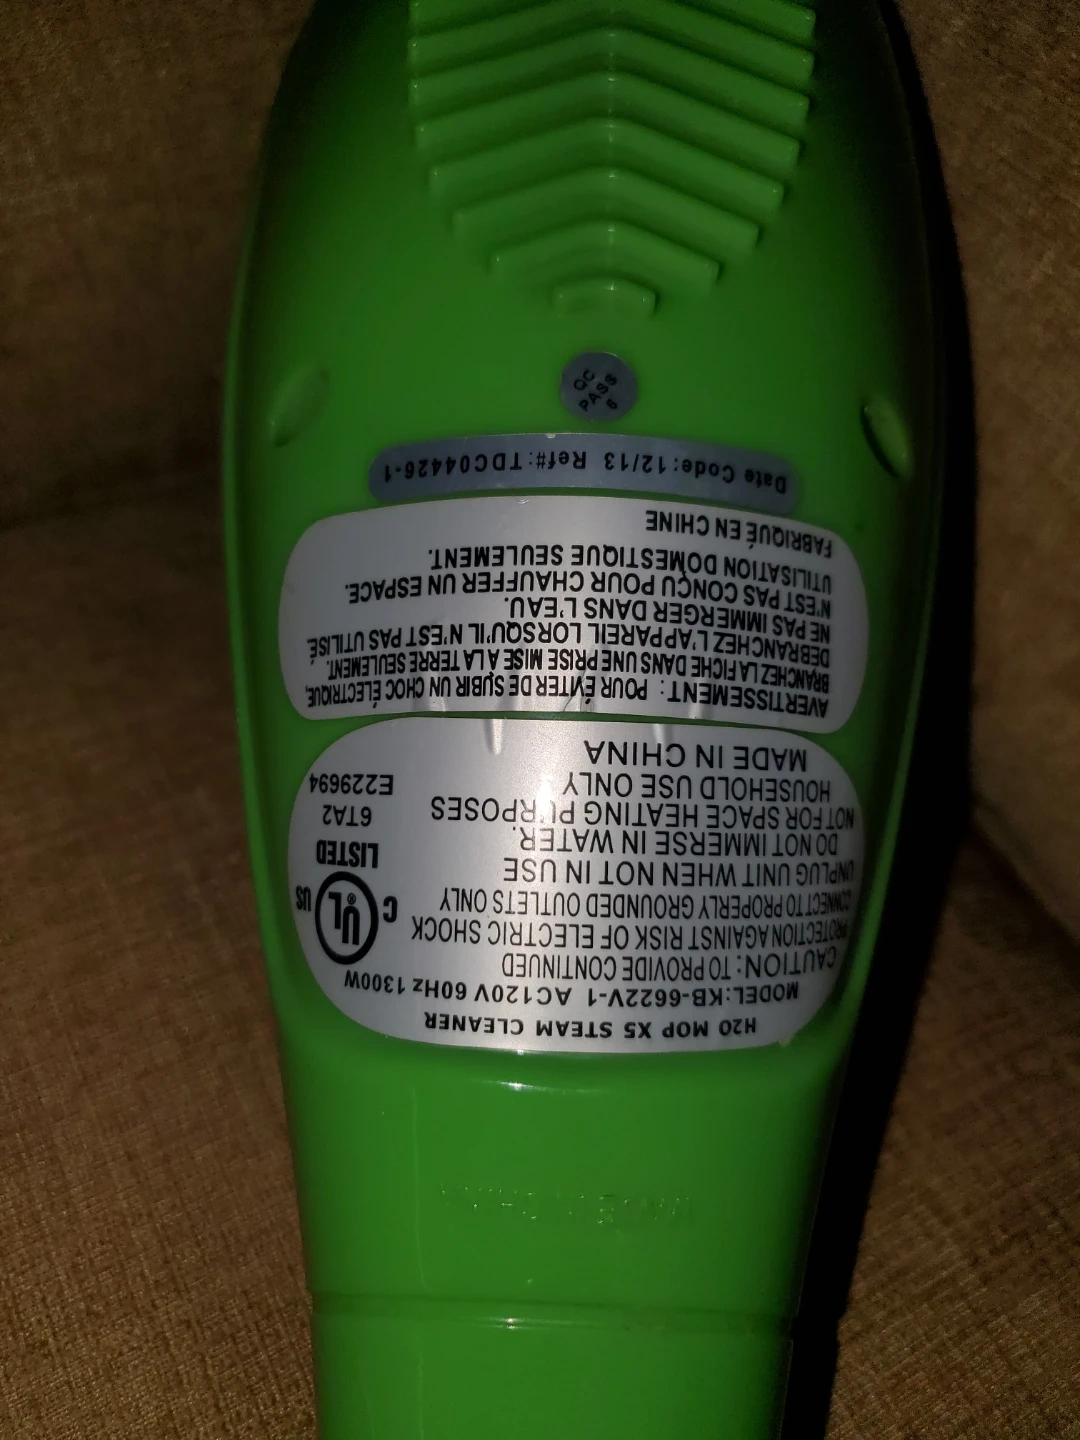 H2O MOP X5 STEAM CLEANER
MODEL:KB-6622V-1 AC120V 60Hz 1300W
CAUTION: TO PROVIDE CONTINUED
PROTECTION AGAINST RISK OF ELECTRIC SHOCK
CONNECT TO PROPERLY GROUNDED OUTLETS ONLY
UNPLUG UNIT WHEN NOT IN USE
DO NOT IMMERSE IN WATER.
NOT FOR SPACE HEATING PURPOSES
HOUSEHOLD USE ONLY
MADE IN CHINA
C UL ® US
LISTED
6TA2
E229694
AVERTISSEMENT: POUR ÉVITER DE SUBIR UN CHOC ÉLECTRIQUE,
BRANCHEZ LA FICHE DANS UNE PRISE MISE À LA TERRE SEULEMENT.
DEBRANCHEZ L'APPAREIL LORSQU'IL N'EST PAS UTILISÉ.
NE PAS IMMERGER DANS L'EAU.
N'EST PAS CONÇU POUR CHAUFFER UN ESPACE.
UTILISATION DOMESTIQUE SEULEMENT.
FABRIQUÉ EN CHINE
Date Code: 12/13 Ref#: TDC04426-1
QC
PASS
6
MADE IN CHINA